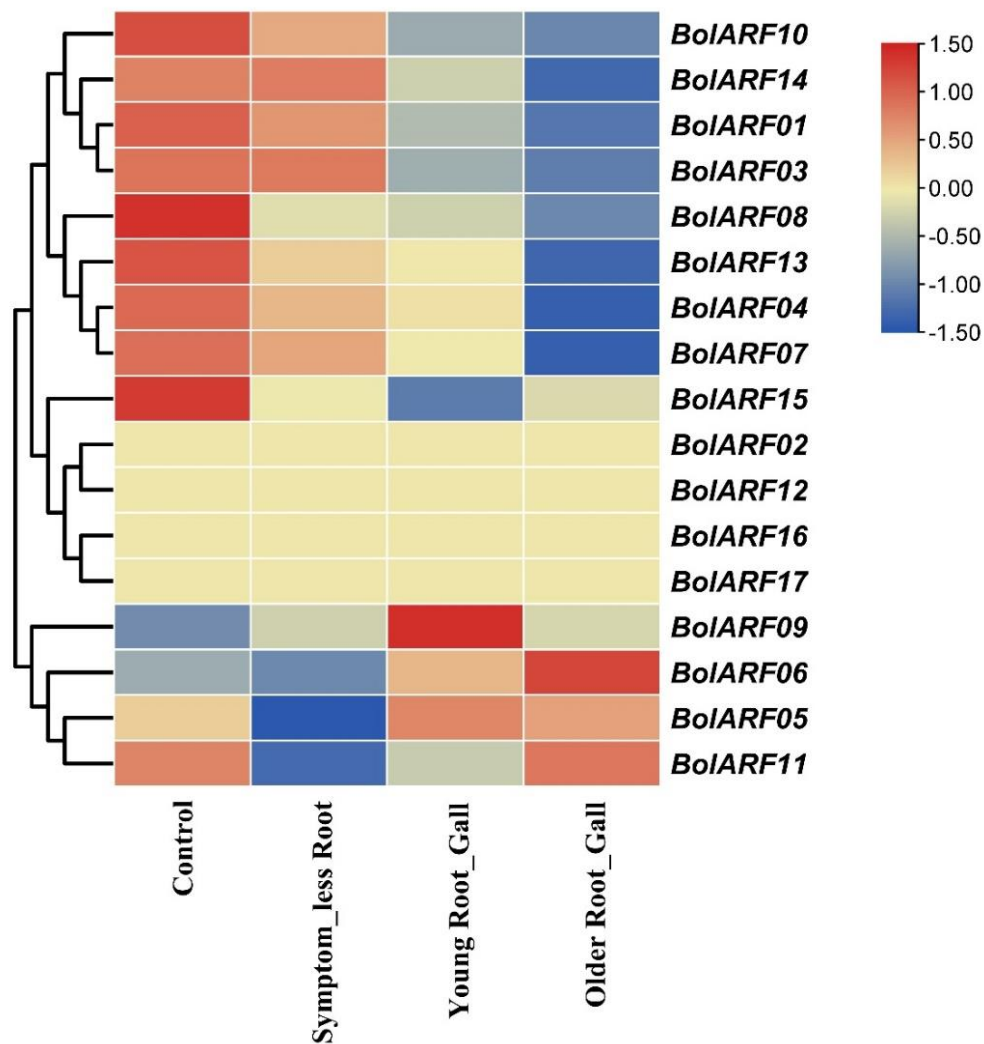 BolARF10
BolARF14
BolARF01
BolARF03
BolARF08
BolARF13
BolARF04
BolARF07
BolARF15
BolARF02
BolARF12
BolARF16
BolARF17
BolARF09
BolARF06
BolARF05
BolARF11
1.50
1.00
0.50
0.00
-0.50
-1.00
-1.50
Control
Symptom_less Root
Young Root_Gall
Older Root_Gall